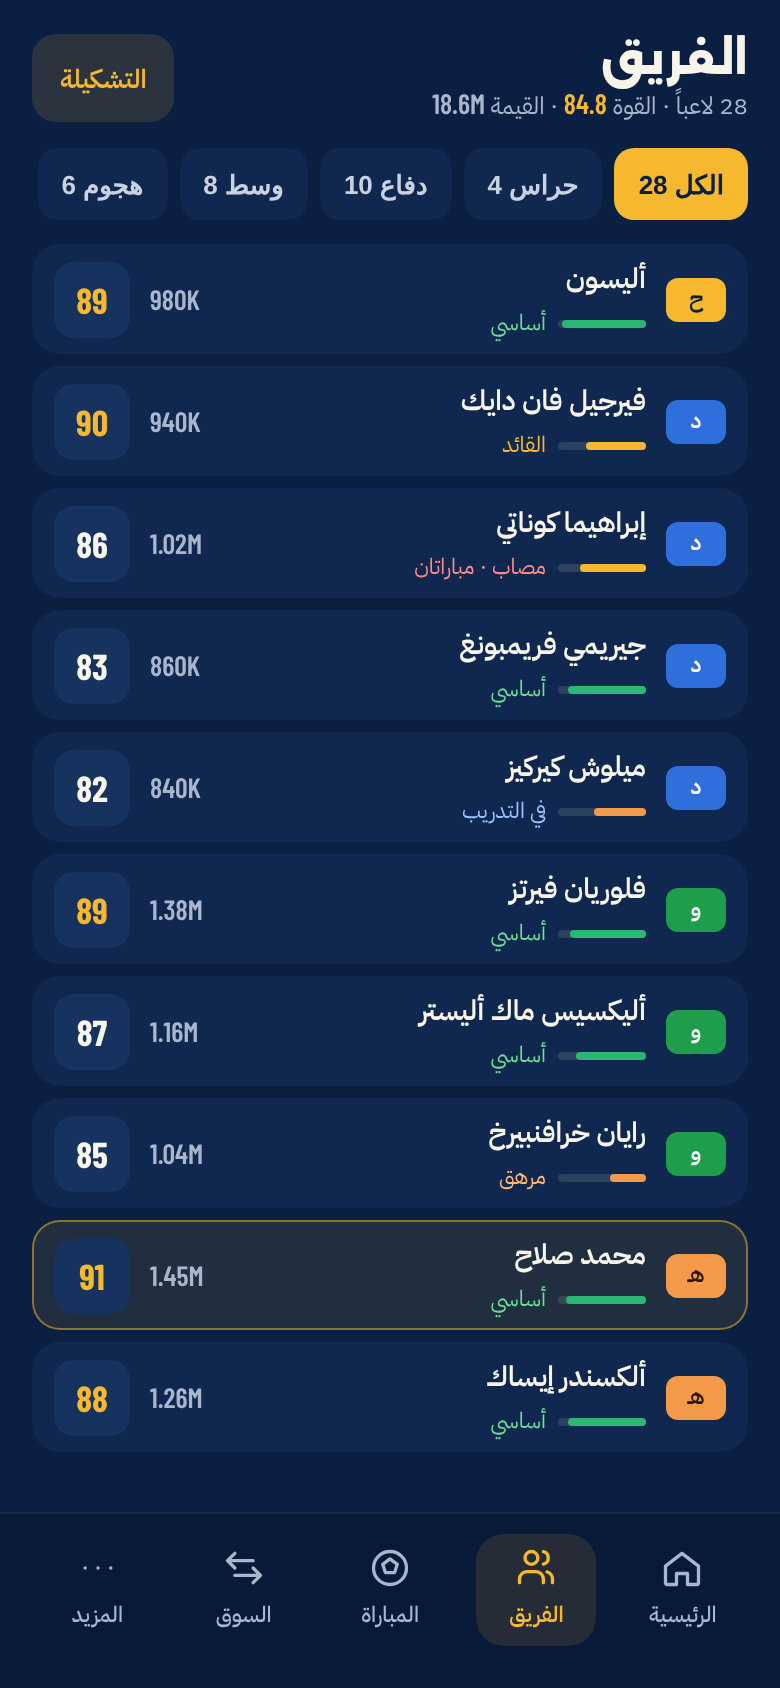 الفريق
28 لاعباً · القوة 84.8 · القيمة 18.6M
التشكيلة
الكل 28
حراس 4
دفاع 10
وسط 8
هجوم 6
ح
أليسون
أساسي
980K
89
د
فيرجيل فان دايك
القائد
940K
90
د
إبراهيما كوناتي
مصاب · مباراتان
1.02M
86
د
جيريمي فريمبونغ
أساسي
860K
83
د
ميلوش كيركيز
في التدريب
840K
82
و
فلوريان فيرتز
أساسي
1.38M
89
و
أليكسيس ماك أليستر
أساسي
1.16M
87
و
رايان خرافنبيرخ
مرهق
1.04M
85
هـ
محمد صلاح
أساسي
1.45M
91
هـ
ألكسندر إيساك
أساسي
1.26M
88
الرئيسية
الفريق
المباراة
السوق
المزيد